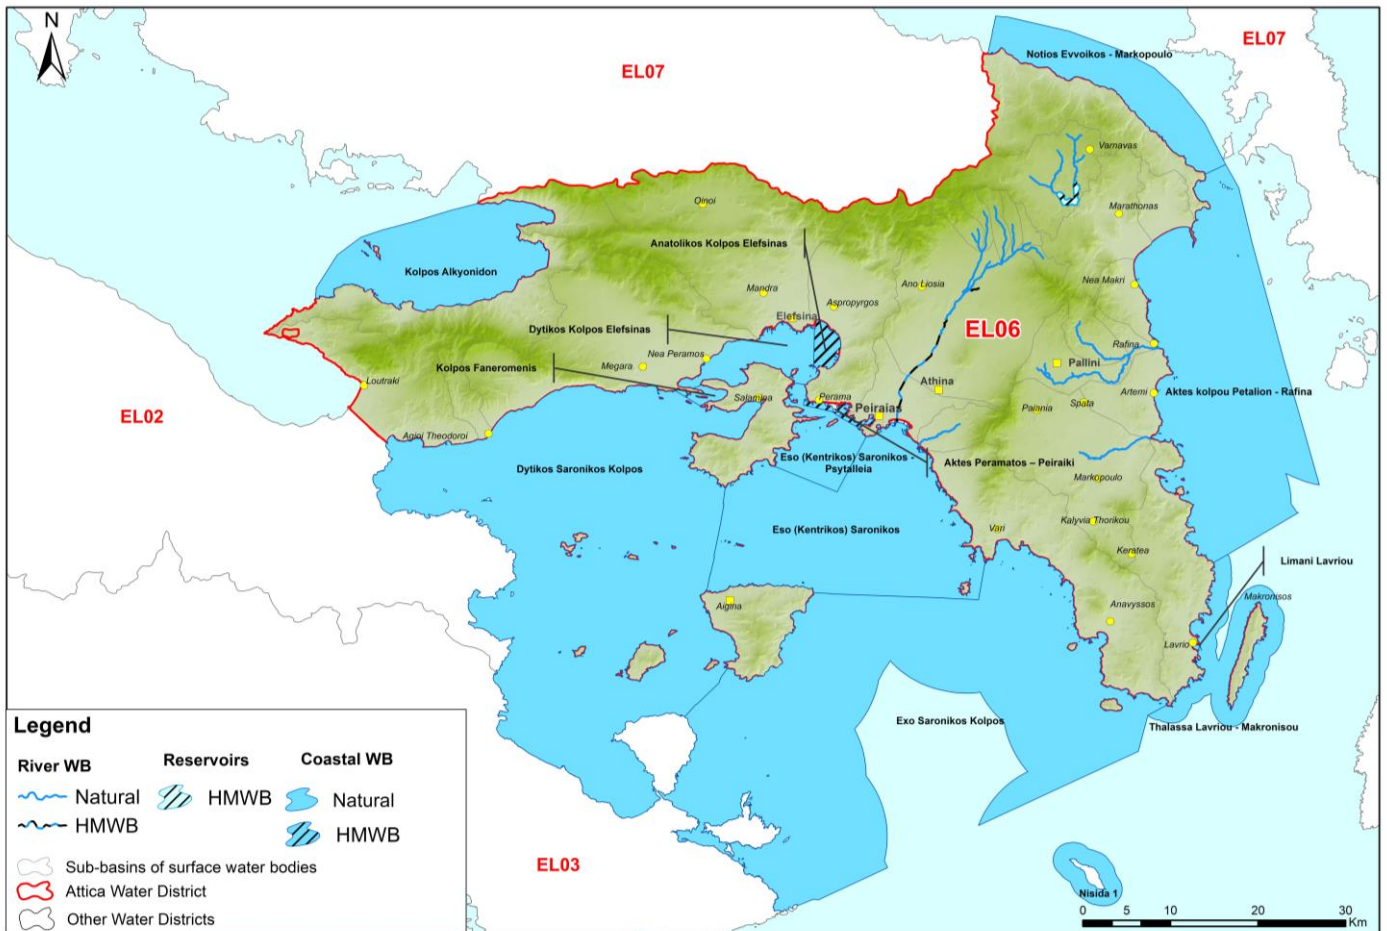 N
EL07
EL07
Notios Evvoikos - Markopoulo
Varnavas
Oinoi
Marathonas
Anatolikos Kolpos Elefsinas
Kolpos Alkyonidon
Mandra
Ano Liosia
Nea Makri
Aspropyrgos
Elefsina
Dytikos Kolpos Elefsinas
EL06
Rafina
Nea Peramos
Megara
Kolpos Faneromenis
Pallini
Loutraki
Athina
Artemi
Aktes kolpou Petalion - Rafina
Salamina
Perama
Peiraias
Paiania
Spata
EL02
Agioi Theodoroi
Eso (Kentrikos) Saronikos -
Psytalleia
Aktes Peramatos – Peiraiki
Dytikos Saronikos Kolpos
Markopoulo
Eso (Kentrikos) Saronikos
Vari
Kalyvia Thorikou
Keratea
Limani Lavriou
Makronisos
Aigina
Anavyssos
Lavrio
Exo Saronikos Kolpos
Thalassa Lavriou - Makronisou
EL03
Nisida 1
Legend
River WB
Reservoirs
Coastal WB
Natural
HMWB
Natural
HMWB
HMWB
Sub-basins of surface water bodies
Attica Water District
Other Water Districts
0 5 10 20 30
Km